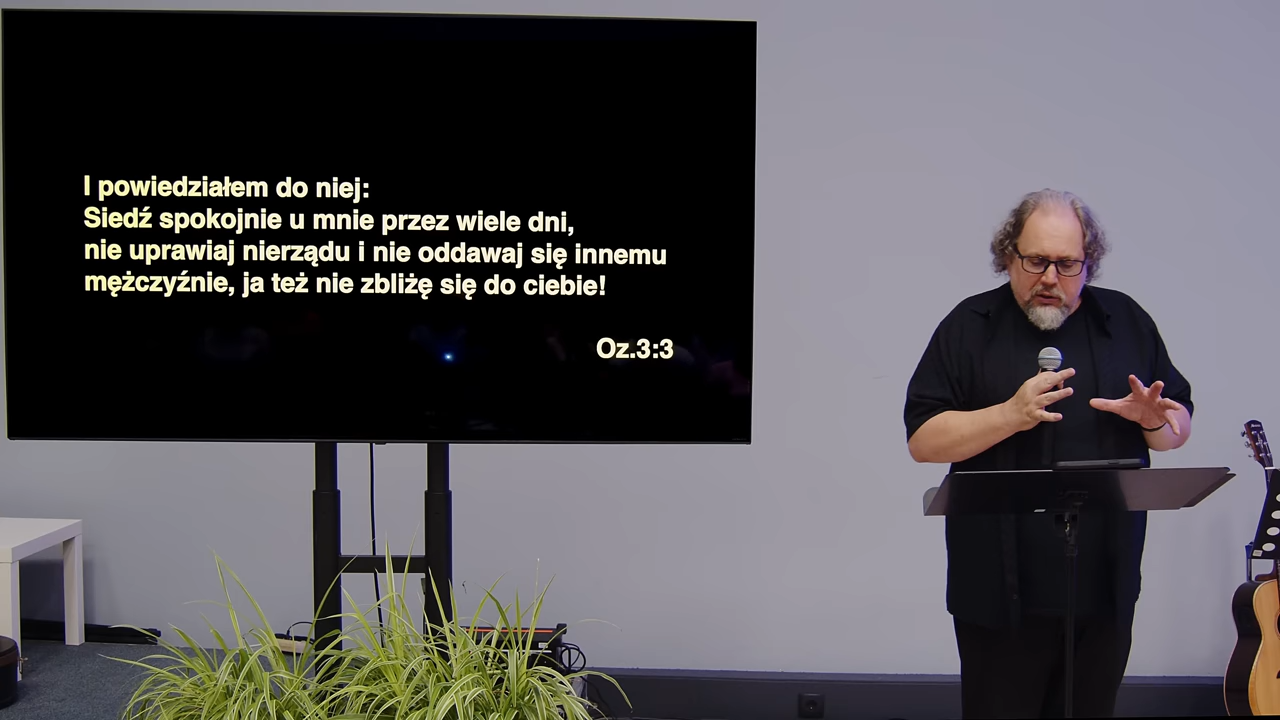 I powiedziałem do niej:
Siedź spokojnie u mnie przez wiele dni,
nie uprawiaj nierządu i nie oddawaj się innemu
mężczyźnie, ja też nie zbliżę się do ciebie!
Oz.3:3